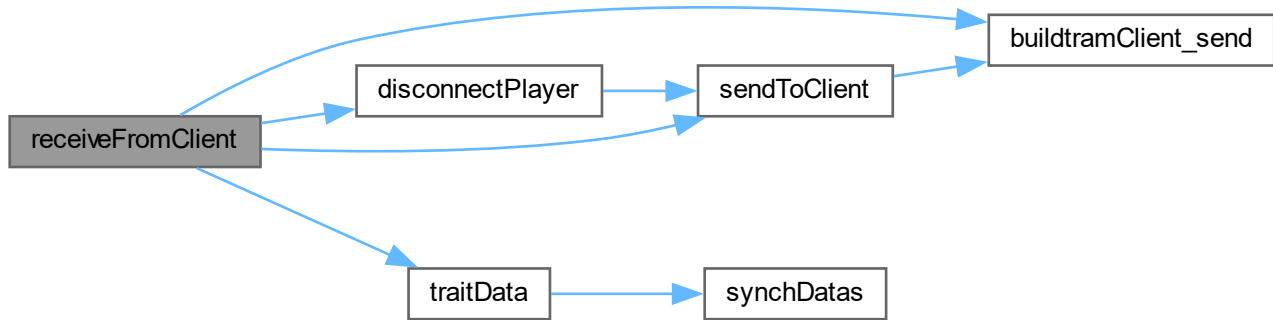 buildtramClient_send
disconnectPlayer
sendToClient
receiveFromClient
traitData
synchDatas